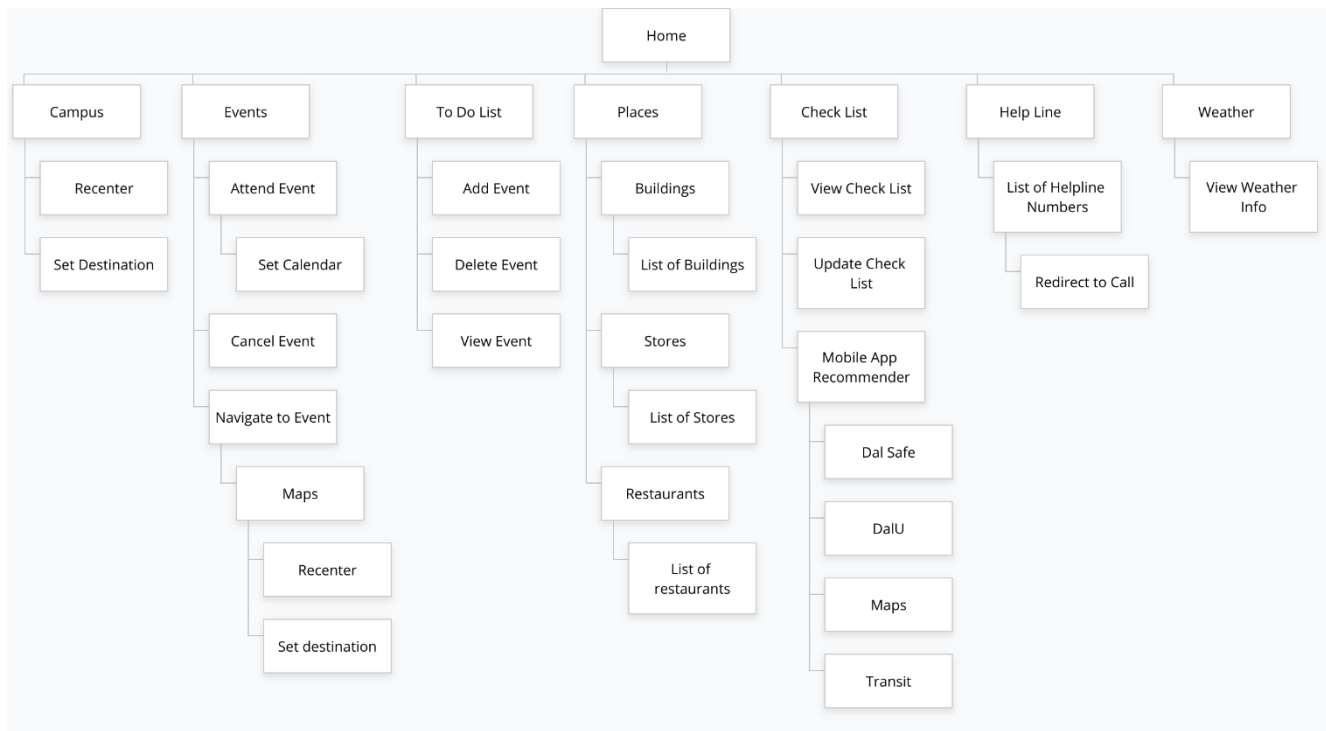 Home
Campus
Recenter
Set Destination
Events
Attend Event
Set Calendar
Cancel Event
Navigate to Event
Maps
Recenter
Set destination
To Do List
Add Event
Delete Event
View Event
Places
Buildings
List of Buildings
Stores
List of Stores
Restaurants
List of
restaurants
Check List
View Check List
Update Check
List
Mobile App
Recommender
Dal Safe
DalU
Maps
Transit
Help Line
List of Helpline
Numbers
Redirect to Call
Weather
View Weather
Info